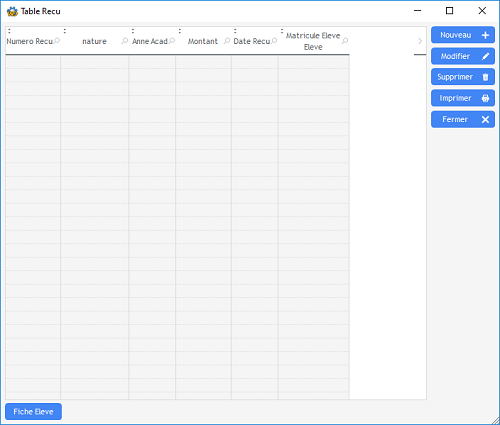 Table Recu
Numero Recu
nature
Anne Acad.
Montant
Date Recu
Matricule Eleve
Eleve
Nouveau
Modifier
Supprimer
Imprimer
Fermer
Fiche Eleve